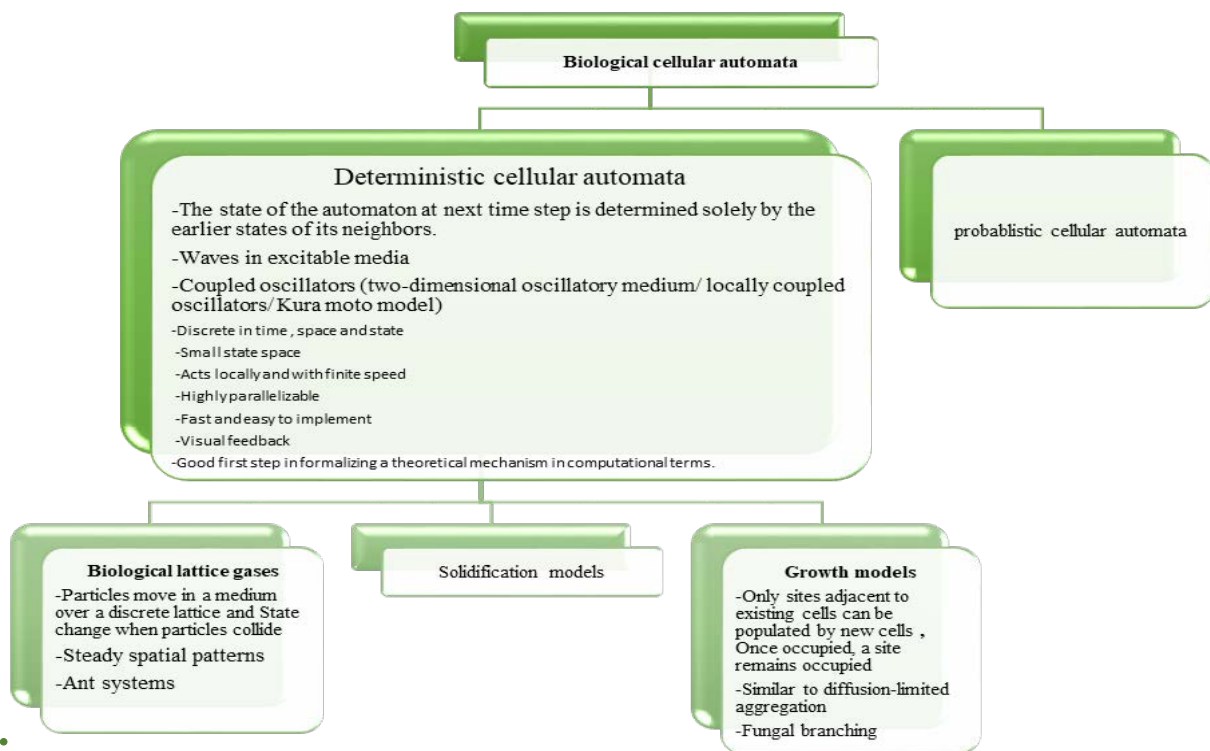 Biological cellular automata
Deterministic cellular automata
-The state of the automaton at next time step is determined solely by the
earlier states of its neighbors.
-Waves in excitable media
-Coupled oscillators (two-dimensional oscillatory medium/ locally coupled
oscillators/ Kura moto model)
-Discrete in time , space and state
-Small state space
-Acts locally and with finite speed
-Highly parallelizable
-Fast and easy to implement
-Visual feedback
-Good first step in formalizing a theoretical mechanism in computational terms.
probablistic cellular automata
Biological lattice gases
-Particles move in a medium
over a discrete lattice and State
change when particles collide
-Steady spatial patterns
-Ant systems
Solidification models
Growth models
-Only sites adjacent to
existing cells can be
populated by new cells ,
Once occupied, a site
remains occupied
-Similar to diffusion-limited
aggregation
-Fungal branching